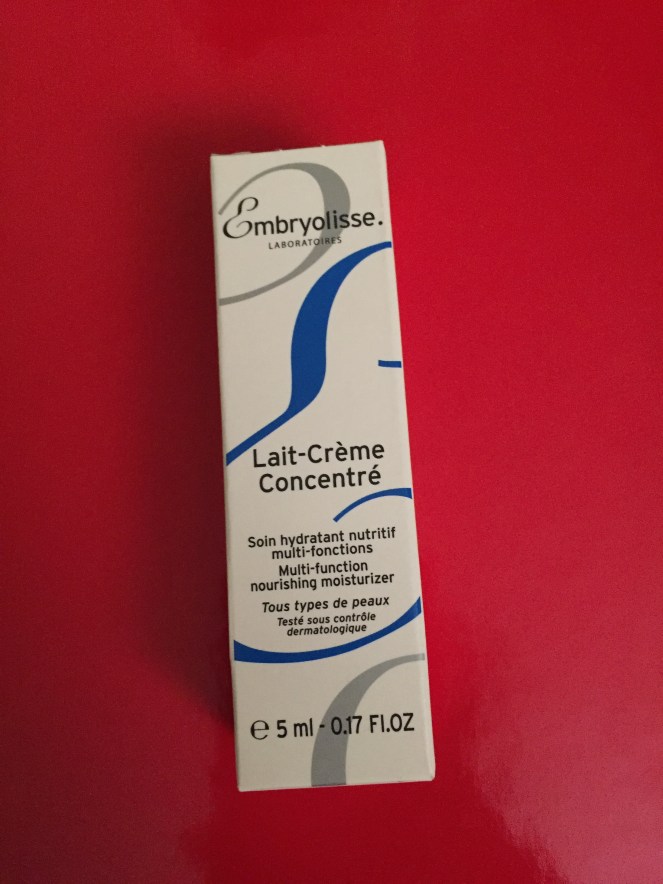 Embryolisse.
LABORATOIRES
Lait-Crème
Concentré
Soin hydratant nutritif
multi-fonctions
Multi-function
nourishing moisturizer
Tous types de peaux
Testé sous contrôle
dermatologique
℮ 5 ml - 0.17 Fl.OZ